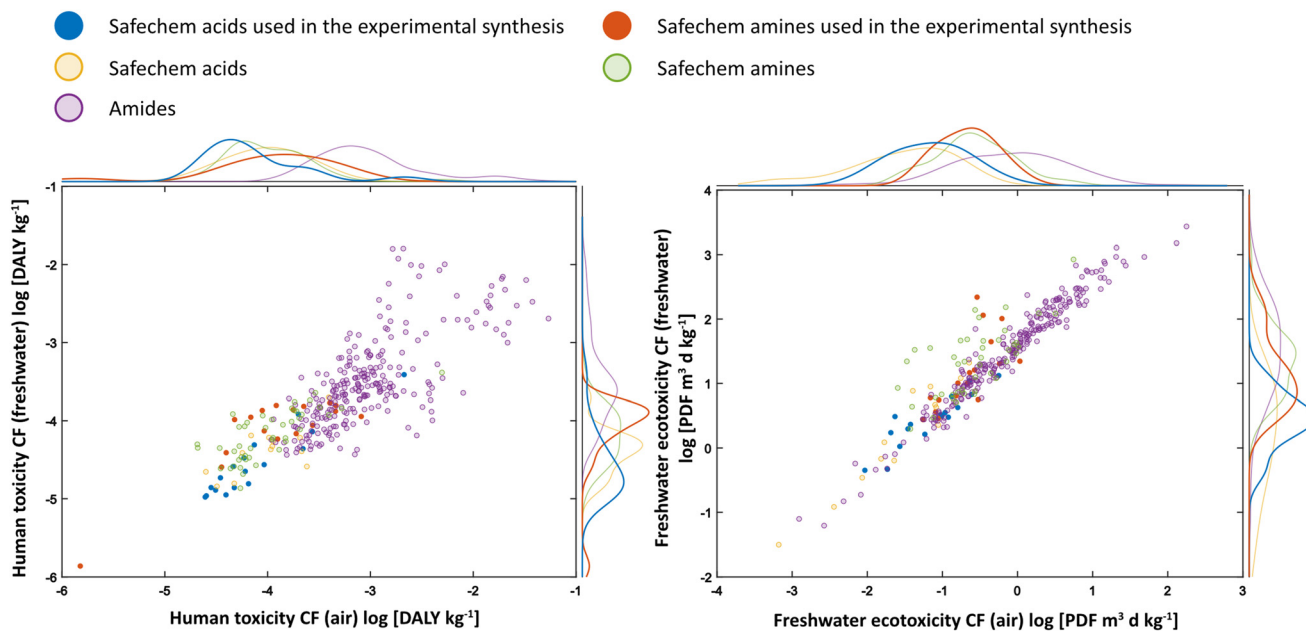 Safechem acids used in the experimental synthesis
Safechem amines used in the experimental synthesis
Safechem acids
Safechem amines
Amides
Human toxicity CF (freshwater) log [DALY kg⁻¹]
-1
-2
-3
-4
-5
-6
-6
-5
-4
-3
-2
-1
Human toxicity CF (air) log [DALY kg⁻¹]
Freshwater ecotoxicity CF (freshwater)
log [PDF m³ d kg⁻¹]
4
3
2
1
0
-1
-2
-4
-3
-2
-1
0
1
2
3
Freshwater ecotoxicity CF (air) log [PDF m³ d kg⁻¹]